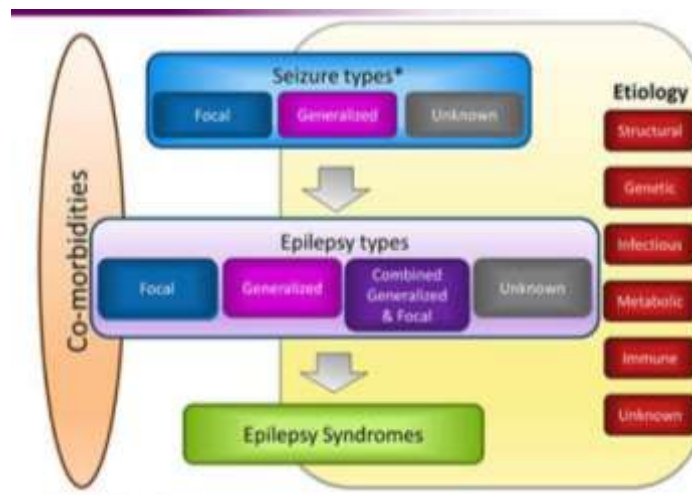 Co-morbidities
Seizure types*
Focal
Generalized
Unknown
Epilepsy types
Focal
Generalized
Combined
Generalized
& Focal
Unknown
Epilepsy Syndromes
Etiology
Structural
Genetic
Infectious
Metabolic
Immune
Unknown